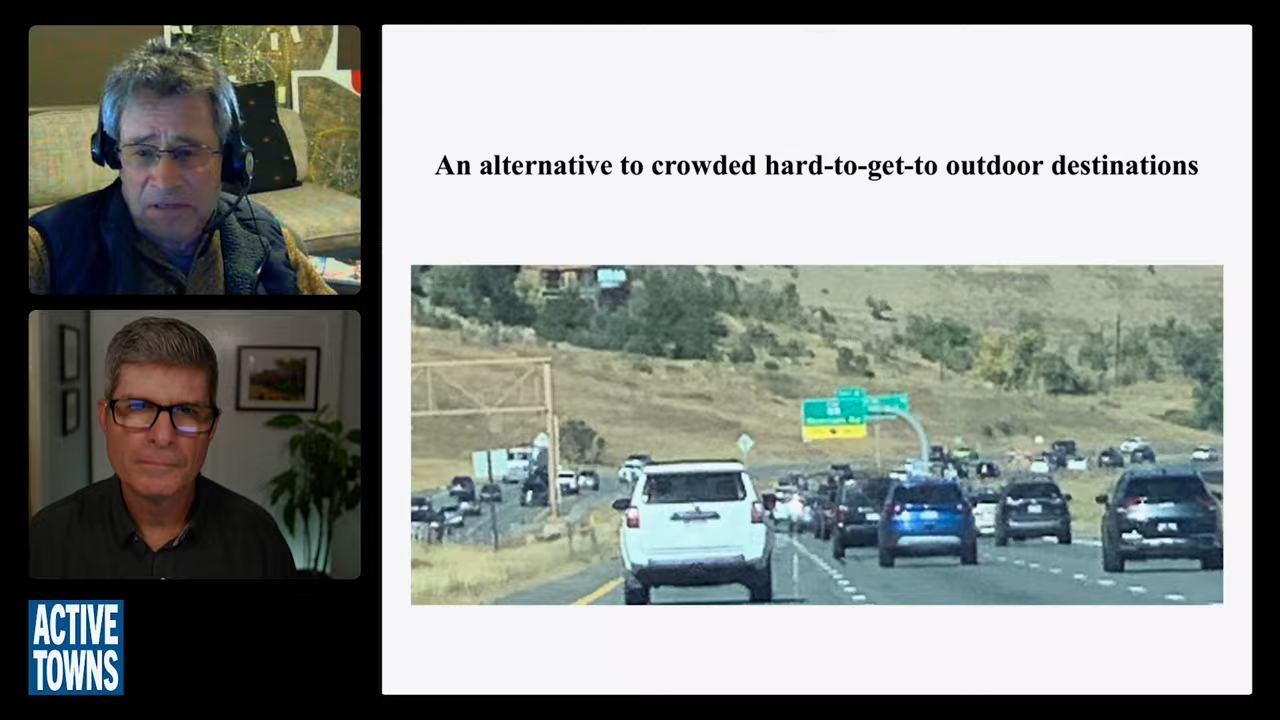 An alternative to crowded hard-to-get-to outdoor destinations
ACTIVE
TOWNS